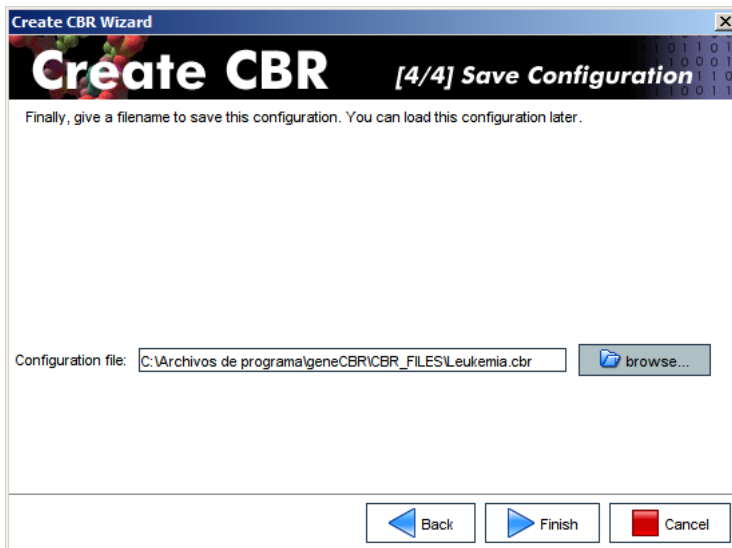 Create CBR Wizard
Create CBR [4/4] Save Configuration
Finally, give a filename to save this configuration. You can load this configuration later.
Configuration file: C:\Archivos de programa\geneCBR\CBR_FILES\Leukemia.cbr browse...
Back Finish Cancel